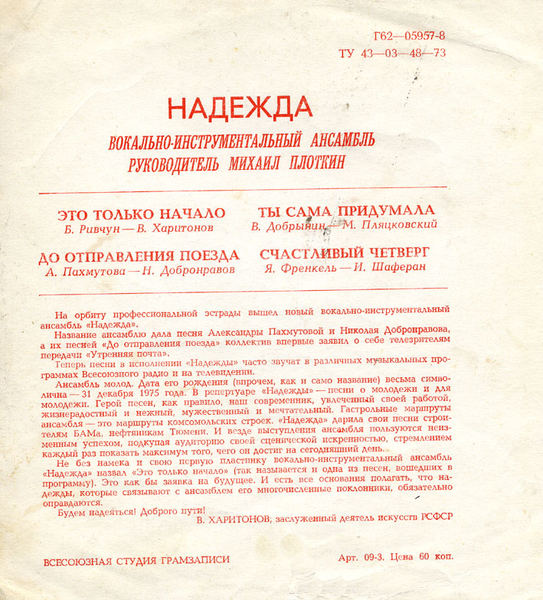 Г62—05957-8
ТУ 43—03—48—73
НАДЕЖДА
ВОКАЛЬНО-ИНСТРУМЕНТАЛЬНЫЙ АНСАМБЛЬ
РУКОВОДИТЕЛЬ МИХАИЛ ПЛОТКИН
ЭТО ТОЛЬКО НАЧАЛО
Б. Ривчун — В. Харитонов
ТЫ САМА ПРИДУМАЛА
В. Добрынин — М. Пляцковский
ДО ОТПРАВЛЕНИЯ ПОЕЗДА
А. Пахмутова — Н. Добронравов
СЧАСТЛИВЫЙ ЧЕТВЕРГ
Я. Френкель — И. Шаферан
На орбиту профессиональной эстрады вышел новый вокально-инструментальный
ансамбль «Надежда».
Название ансамблю дала песня Александры Пахмутовой и Николая Добронравова,
а их песней «До отправления поезда» коллектив впервые заявил о себе телезрителям
передачи «Утренняя почта».
Теперь песни в исполнении «Надежды» часто звучат в различных музыкальных про-
граммах Всесоюзного радио и на телевидении.
Ансамбль молод. Дата его рождения (впрочем, как и само название) весьма симво-
лична — 31 декабря 1975 года. В репертуаре «Надежды» — песни о молодежи и для
молодежи. Герой песен, как правило, наш современник, увлеченный своей работой,
жизнерадостный и нежный, мужественный и мечтательный. Гастрольные маршруты
ансамбля — это маршруты комсомольских строек. «Надежда» дарила свои песни строи-
телям БАМа, нефтяникам Тюмени. И везде выступления ансамбля пользуются неиз-
менным успехом, подкупая аудиторию своей сценической искренностью, стремлением
каждый раз показать максимум того, чего он достиг на сегодняшний день.
Не без намека и свою первую пластинку вокально-инструментальный ансамбль
«Надежда» назвал «Это только начало» (так называется и одна из песен, вошедших в
программу). Это как бы заявка на будущее. И есть все основания полагать, что на-
дежды, которые связывают с ансамблем его многочисленные поклонники, обязательно
оправдаются.
Будем надеяться! Доброго пути!
В. ХАРИТОНОВ, заслуженный деятель искусств РСФСР
ВСЕСОЮЗНАЯ СТУДИЯ ГРАМЗАПИСИ
Арт. 09-3. Цена 60 коп.